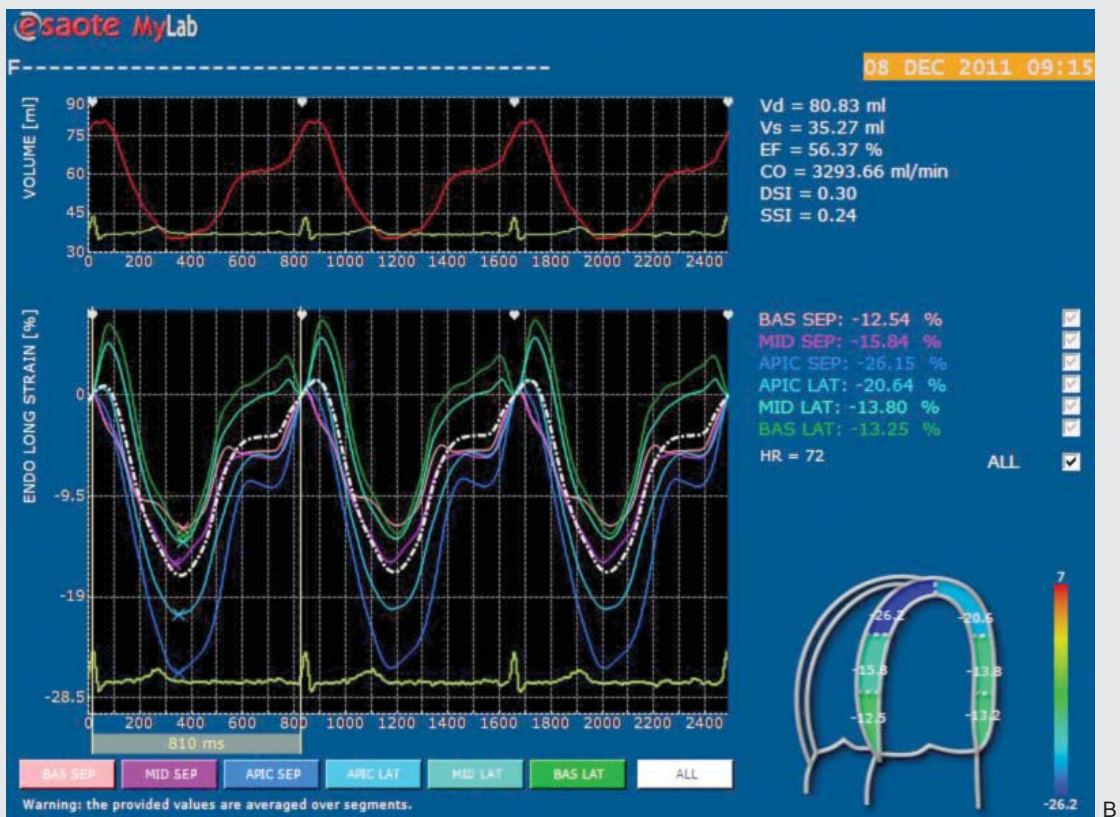 esaote MyLab
F
08 DEC 2011 09:15
VOLUME [ml]
90
75
60
45
30
0 200 400 600 800 1000 1200 1400 1600 1800 2000 2200 2400
Vd = 80.83 ml
Vs = 35.27 ml
EF = 56.37 %
CO = 3293.66 ml/min
DSI = 0.30
SSI = 0.24
ENDO LONG STRAIN [%]
0
-9.5
-19
-28.5
0 200 400 600 800 1000 1200 1400 1600 1800 2000 2200 2400
810 ms
BAS SEP: -12.54 %
MID SEP: -15.84 %
APIC SEP: -26.15 %
APIC LAT: -20.64 %
MID LAT: -13.80 %
BAS LAT: -13.25 %
HR = 72
ALL
7
-26.2 -20.6
-15.8 -13.8
-12.5 -13.2
-26.2
BAS SEP MID SEP APIC SEP APIC LAT MID LAT BAS LAT ALL
Warning: the provided values are averaged over segments.
B